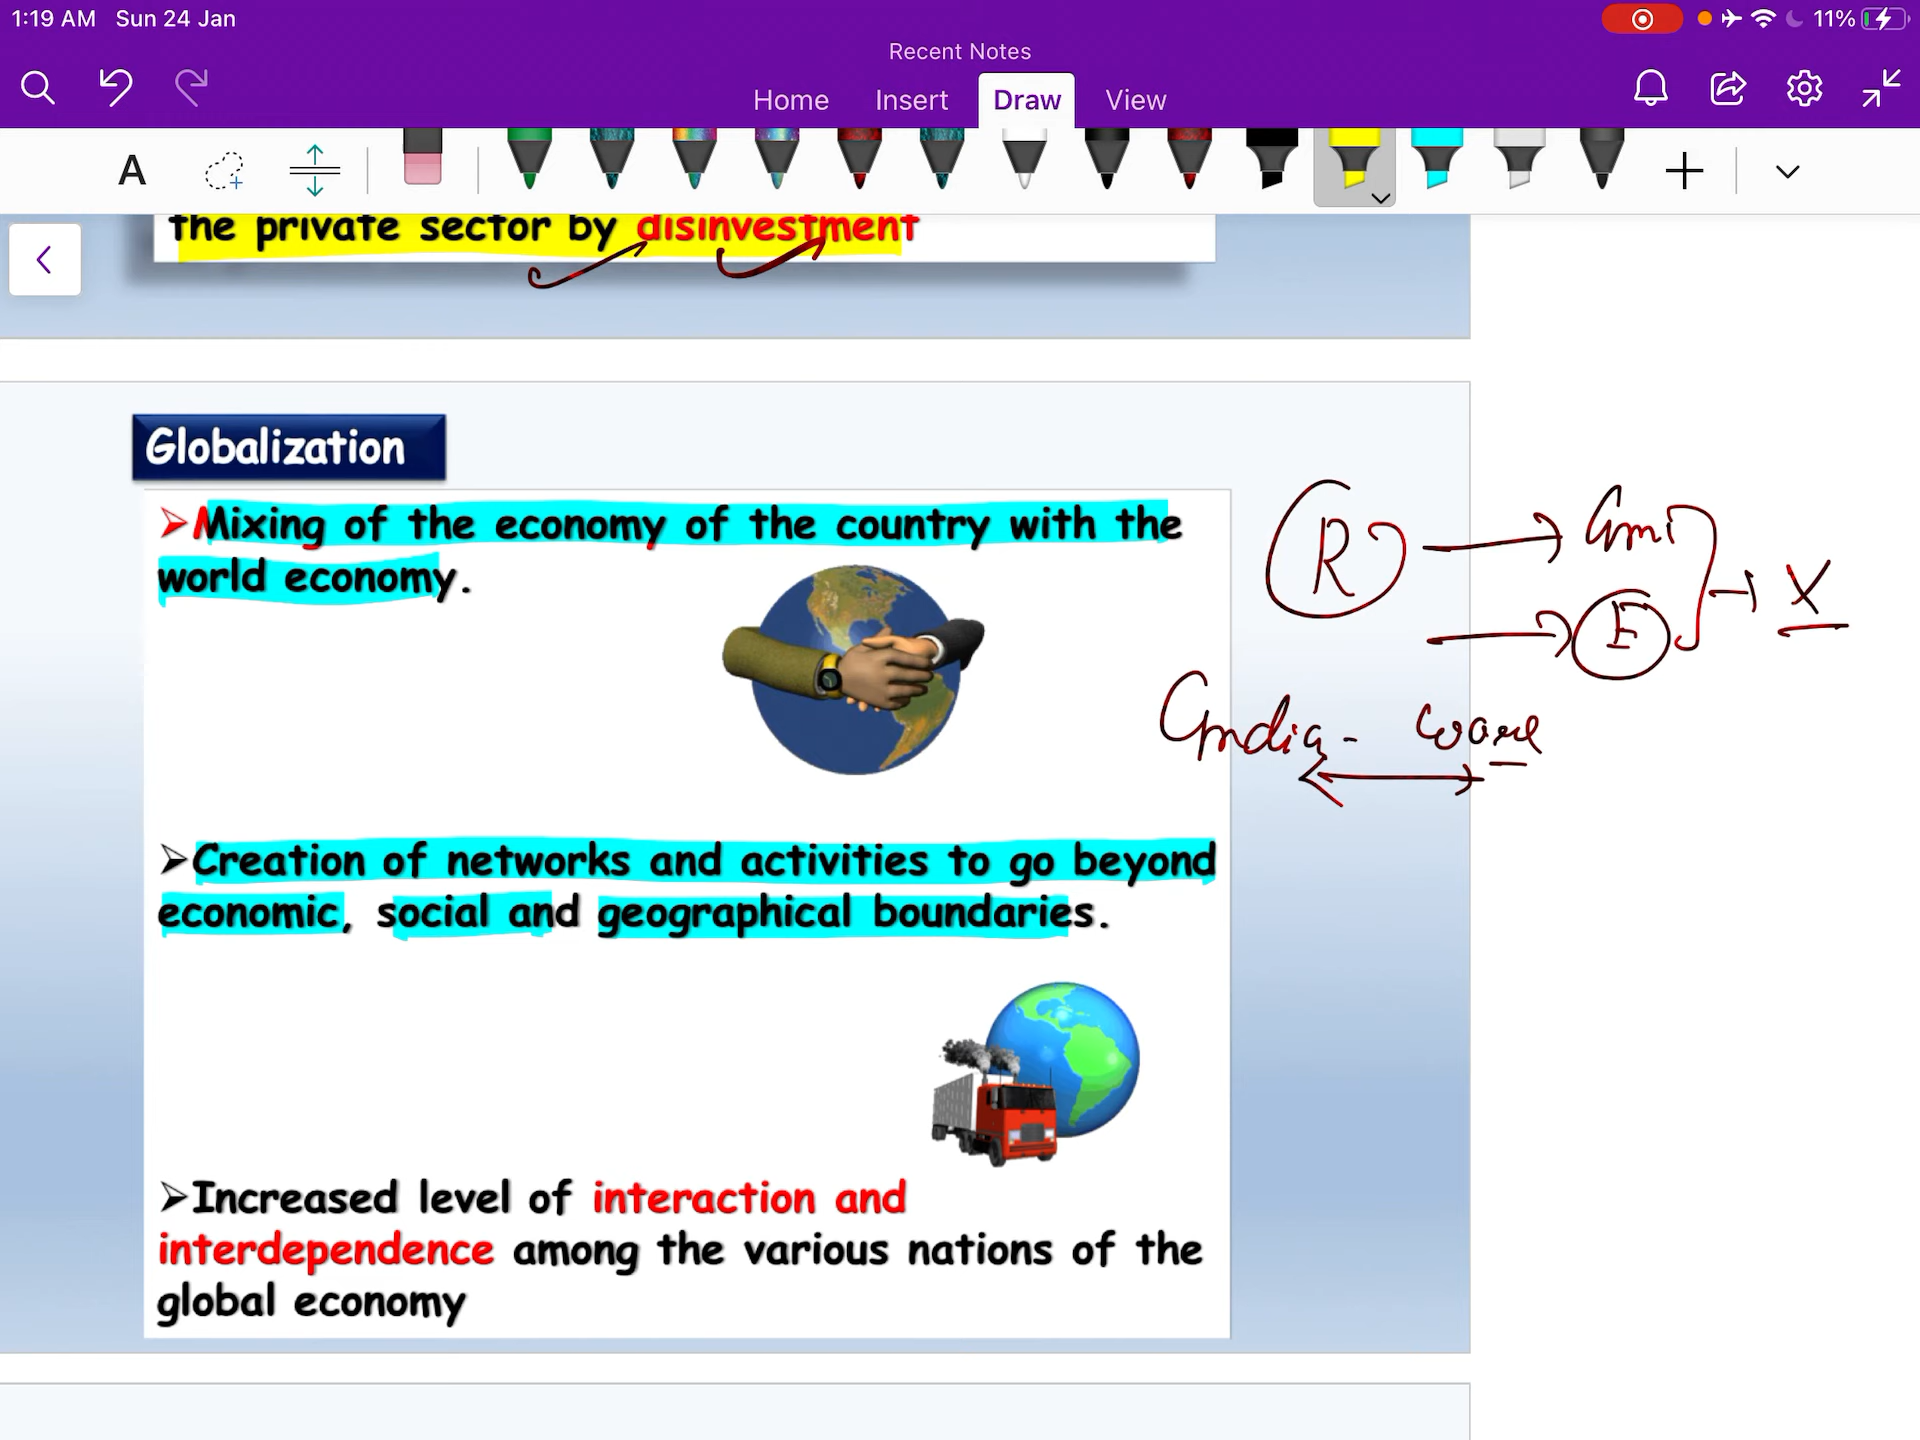 1:19 AM Sun 24 Jan
11%
Recent Notes
Home Insert Draw View
A
the private sector by disinvestment
Globalization
➢Mixing of the economy of the country with the
world economy.
R
E
X
India -
➢Creation of networks and activities to go beyond
economic, social and geographical boundaries.
➢Increased level of interaction and
interdependence among the various nations of the
global economy